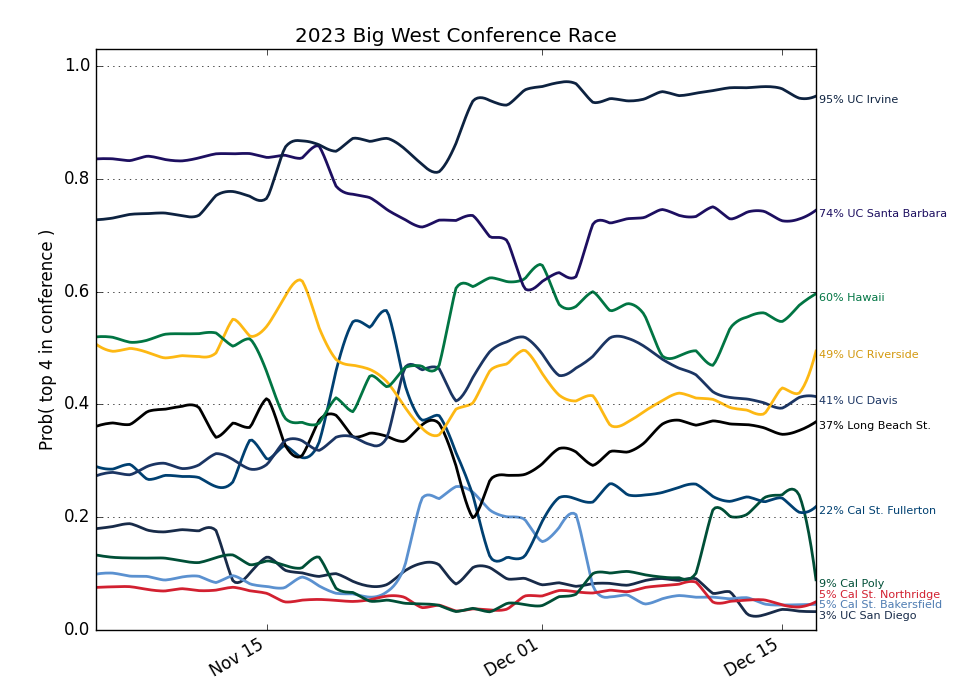 2023 Big West Conference Race
Prob( top 4 in conference )
1.0
0.8
0.6
0.4
0.2
0.0
Nov 15
Dec 01
Dec 15
95% UC Irvine
74% UC Santa Barbara
60% Hawaii
49% UC Riverside
41% UC Davis
37% Long Beach St.
22% Cal St. Fullerton
9% Cal Poly
5% Cal St. Northridge
5% Cal St. Bakersfield
3% UC San Diego